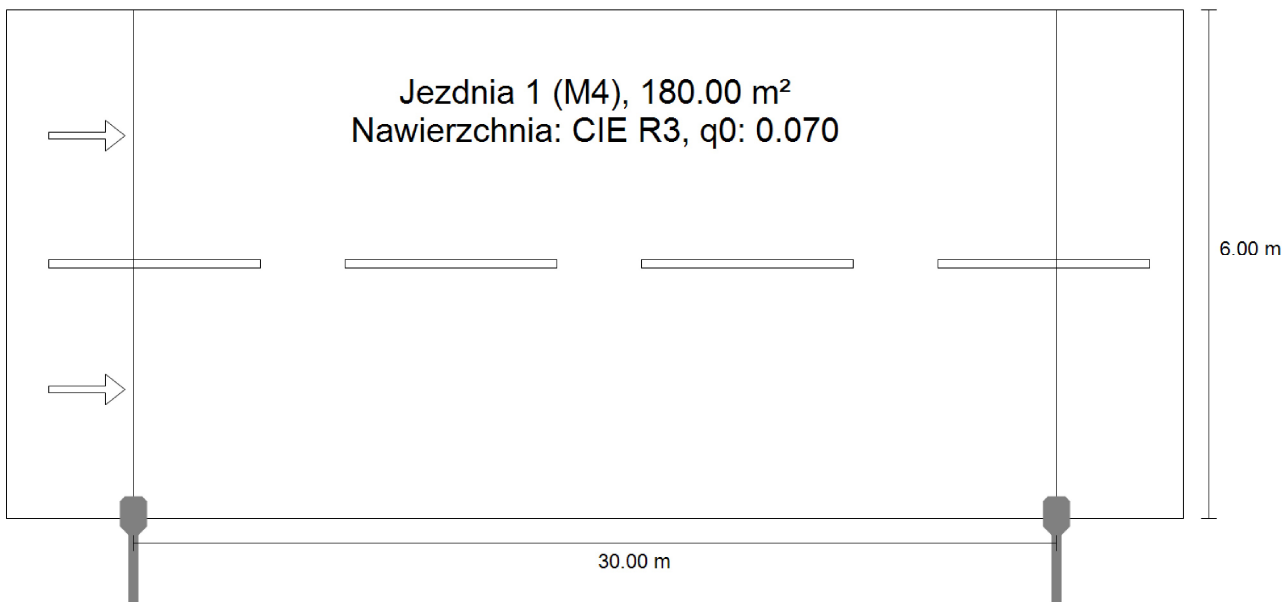 Jezdnia 1 (M4), 180.00 m²
Nawierzchnia: CIE R3, q0: 0.070
6.00 m
30.00 m